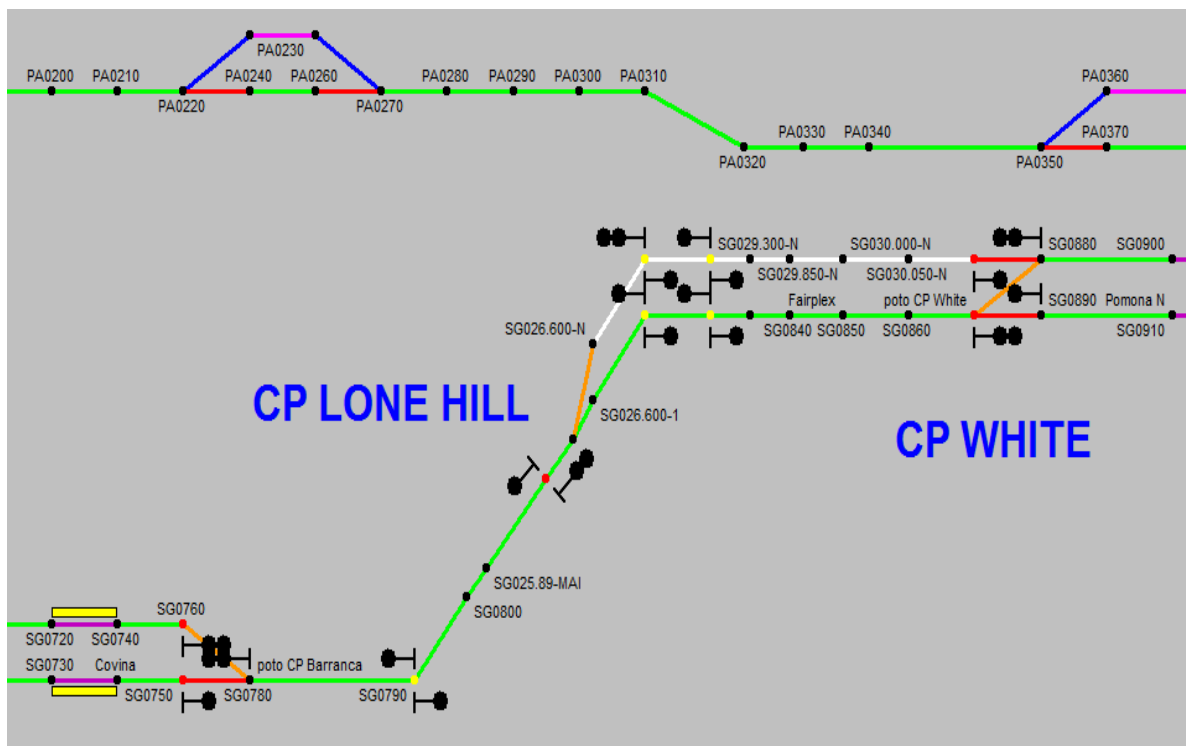 PA0230
PA0200 PA0210 PA0240 PA0260 PA0280 PA0290 PA0300 PA0310 PA0360
PA0220 PA0270
PA0330 PA0340 PA0370
PA0320 PA0350
SG029.300-N SG030.000-N SG0880 SG0900
SG029.850-N SG030.050-N
Fairplex poto CP White SG0890 Pomona N
SG0840 SG0850 SG0860 SG0910
SG026.600-N
CP LONE HILL
SG026.600-1
CP WHITE
SG025.89-MAI
SG0800
SG0760
SG0720 SG0740
SG0730 Covina poto CP Barranca
SG0750 SG0780 SG0790